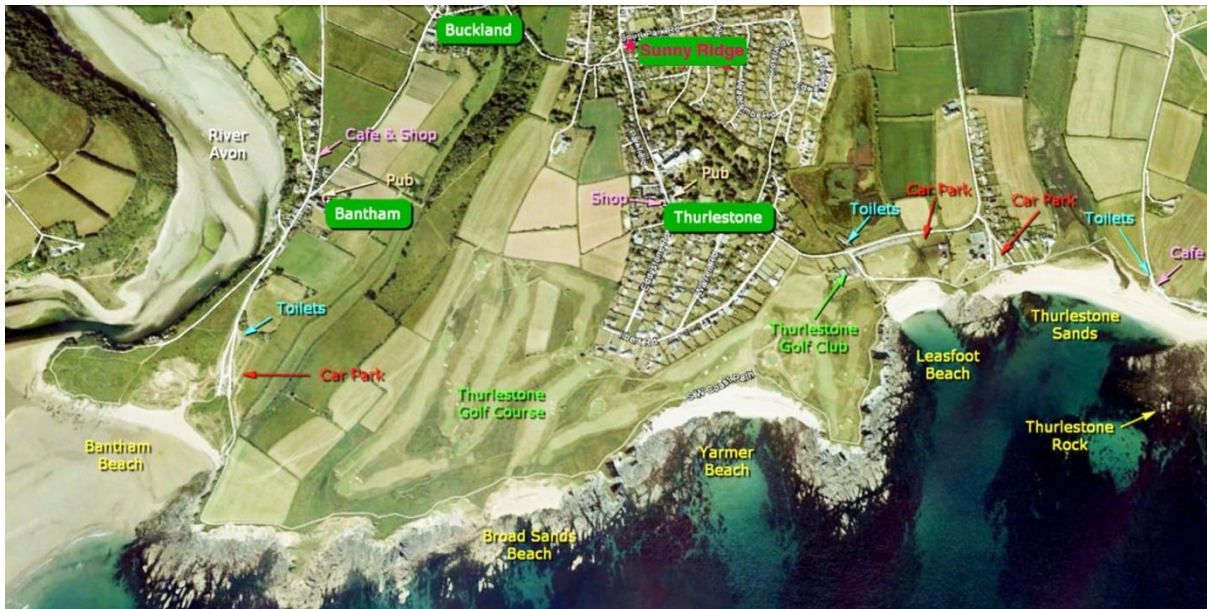 Buckland
Sunny Ridge
River
Avon
Cafe & Shop
Pub
Bantham
Shop
Pub
Thurlestone
Toilets
Car Park
Car Park
Toilets
Cafe
Toilets
Car Park
Thurlestone
Golf Club
Thurlestone
Sands
Leasfoot
Beach
Thurlestone
Golf Course
S W Coast Path
Bantham
Beach
Yarmer
Beach
Thurlestone
Rock
Broad Sands
Beach